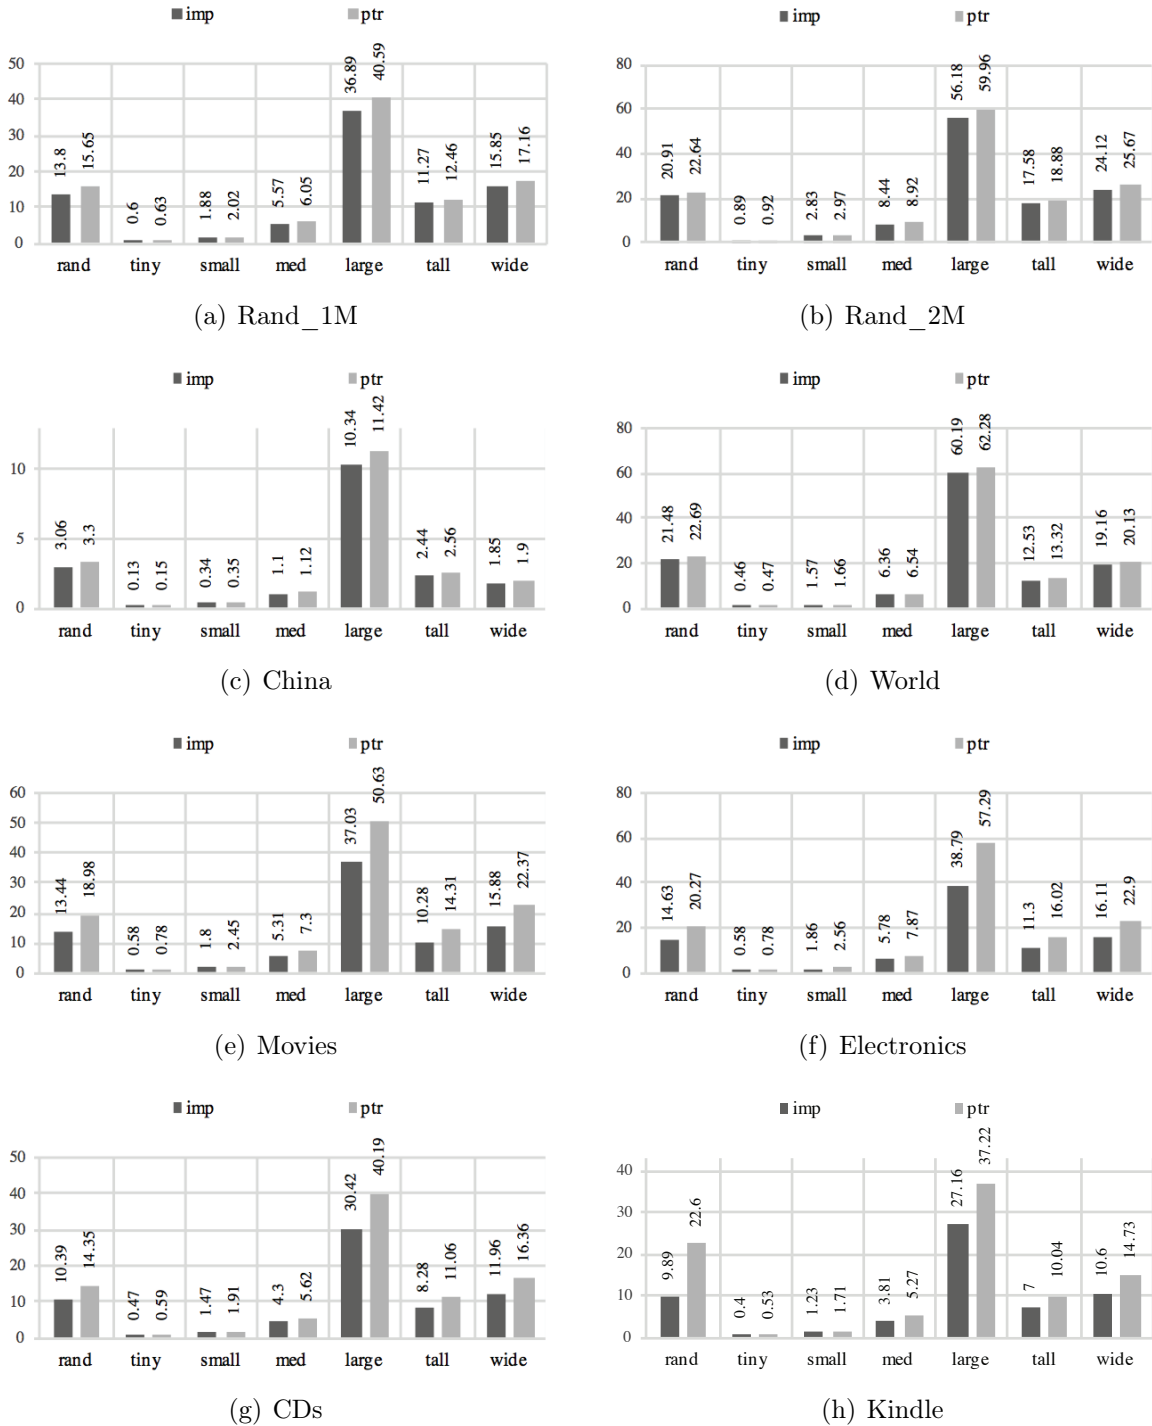 imp ptr
50
40
30
20
10
0
13.8 15.65 0.6 0.63 1.88 2.02 5.57 6.05 36.89 40.59 11.27 12.46 15.85 17.16
rand tiny small med large tall wide
(a) Rand_1M
imp ptr
80
60
40
20
0
20.91 22.64 0.89 0.92 2.83 2.97 8.44 8.92 56.18 59.96 17.58 18.88 24.12 25.67
rand tiny small med large tall wide
(b) Rand_2M
imp ptr
10
5
0
3.06 3.3 0.13 0.15 0.34 0.35 1.1 1.12 10.34 11.42 2.44 2.56 1.85 1.9
rand tiny small med large tall wide
(c) China
imp ptr
80
60
40
20
0
21.48 22.69 0.46 0.47 1.57 1.66 6.36 6.54 60.19 62.28 12.53 13.32 19.16 20.13
rand tiny small med large tall wide
(d) World
imp ptr
60
50
40
30
20
10
0
13.44 18.98 0.58 0.78 1.8 2.45 5.31 7.3 37.03 50.63 10.28 14.31 15.88 22.37
rand tiny small med large tall wide
(e) Movies
imp ptr
80
60
40
20
0
14.63 20.27 0.58 0.78 1.86 2.56 5.78 7.87 38.79 57.29 11.3 16.02 16.11 22.9
rand tiny small med large tall wide
(f) Electronics
imp ptr
50
40
30
20
10
0
10.39 14.35 0.47 0.59 1.47 1.91 4.3 5.62 30.42 40.19 8.28 11.06 11.96 16.36
rand tiny small med large tall wide
(g) CDs
imp ptr
40
30
20
10
0
9.89 22.6 0.4 0.53 1.23 1.71 3.81 5.27 27.16 37.22 7 10.04 10.6 14.73
rand tiny small med large tall wide
(h) Kindle